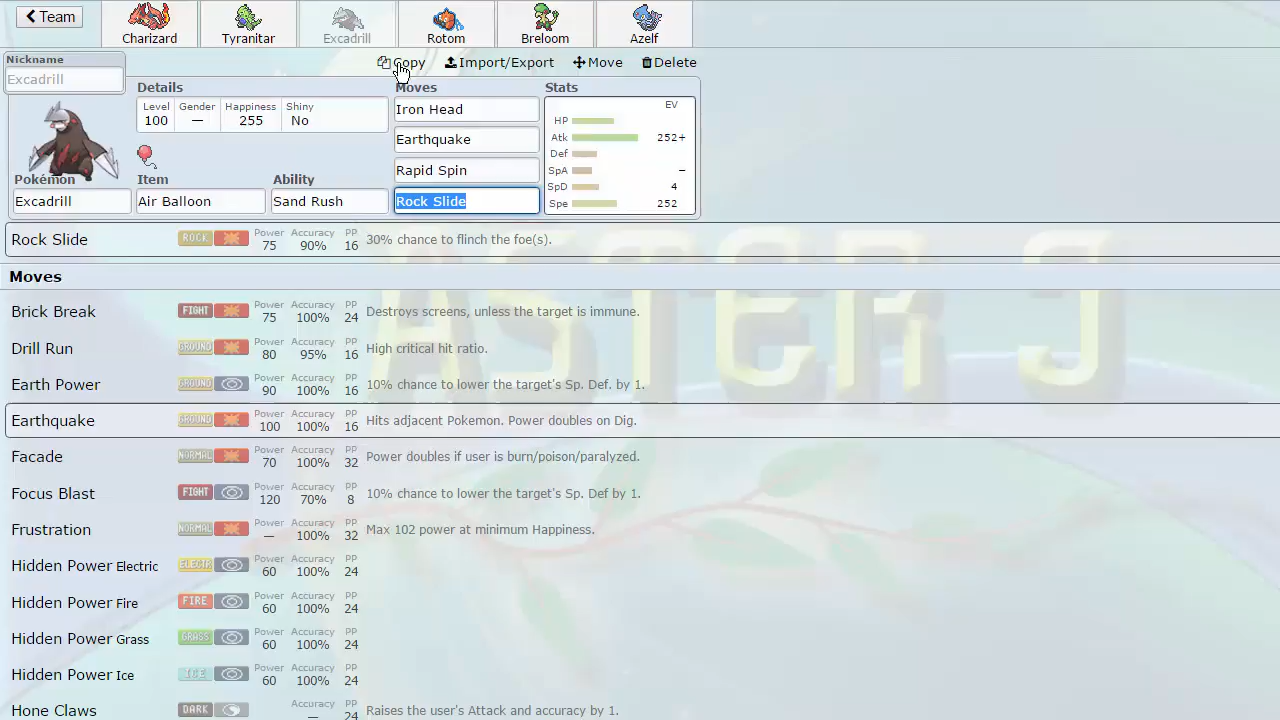 Team
Charizard
Tyranitar
Excadrill
Rotom
Breloom
Azelf
Nickname
Excadrill
Copy
Import/Export
Move
Delete
Details
Level
100
Gender
—
Happiness
255
Shiny
No
Pokémon
Excadrill
Item
Air Balloon
Ability
Sand Rush
Moves
Iron Head
Earthquake
Rapid Spin
Rock Slide
Stats
EV
HP
Atk 252+
Def
SpA –
SpD 4
Spe 252
Rock Slide ROCK Power 75 Accuracy 90% PP 16 30% chance to flinch the foe(s).
Moves
Brick Break FIGHT Power 75 Accuracy 100% PP 24 Destroys screens, unless the target is immune.
Drill Run GROUND Power 80 Accuracy 95% PP 16 High critical hit ratio.
Earth Power GROUND Power 90 Accuracy 100% PP 16 10% chance to lower the target's Sp. Def. by 1.
Earthquake GROUND Power 100 Accuracy 100% PP 16 Hits adjacent Pokemon. Power doubles on Dig.
Facade NORMAL Power 70 Accuracy 100% PP 32 Power doubles if user is burn/poison/paralyzed.
Focus Blast FIGHT Power 120 Accuracy 70% PP 8 10% chance to lower the target's Sp. Def by 1.
Frustration NORMAL Power — Accuracy 100% PP 32 Max 102 power at minimum Happiness.
Hidden Power Electric ELECTR Power 60 Accuracy 100% PP 24
Hidden Power Fire FIRE Power 60 Accuracy 100% PP 24
Hidden Power Grass GRASS Power 60 Accuracy 100% PP 24
Hidden Power Ice ICE Power 60 Accuracy 100% PP 24
Hone Claws DARK Accuracy — PP 24 Raises the user's Attack and accuracy by 1.
ASTER J